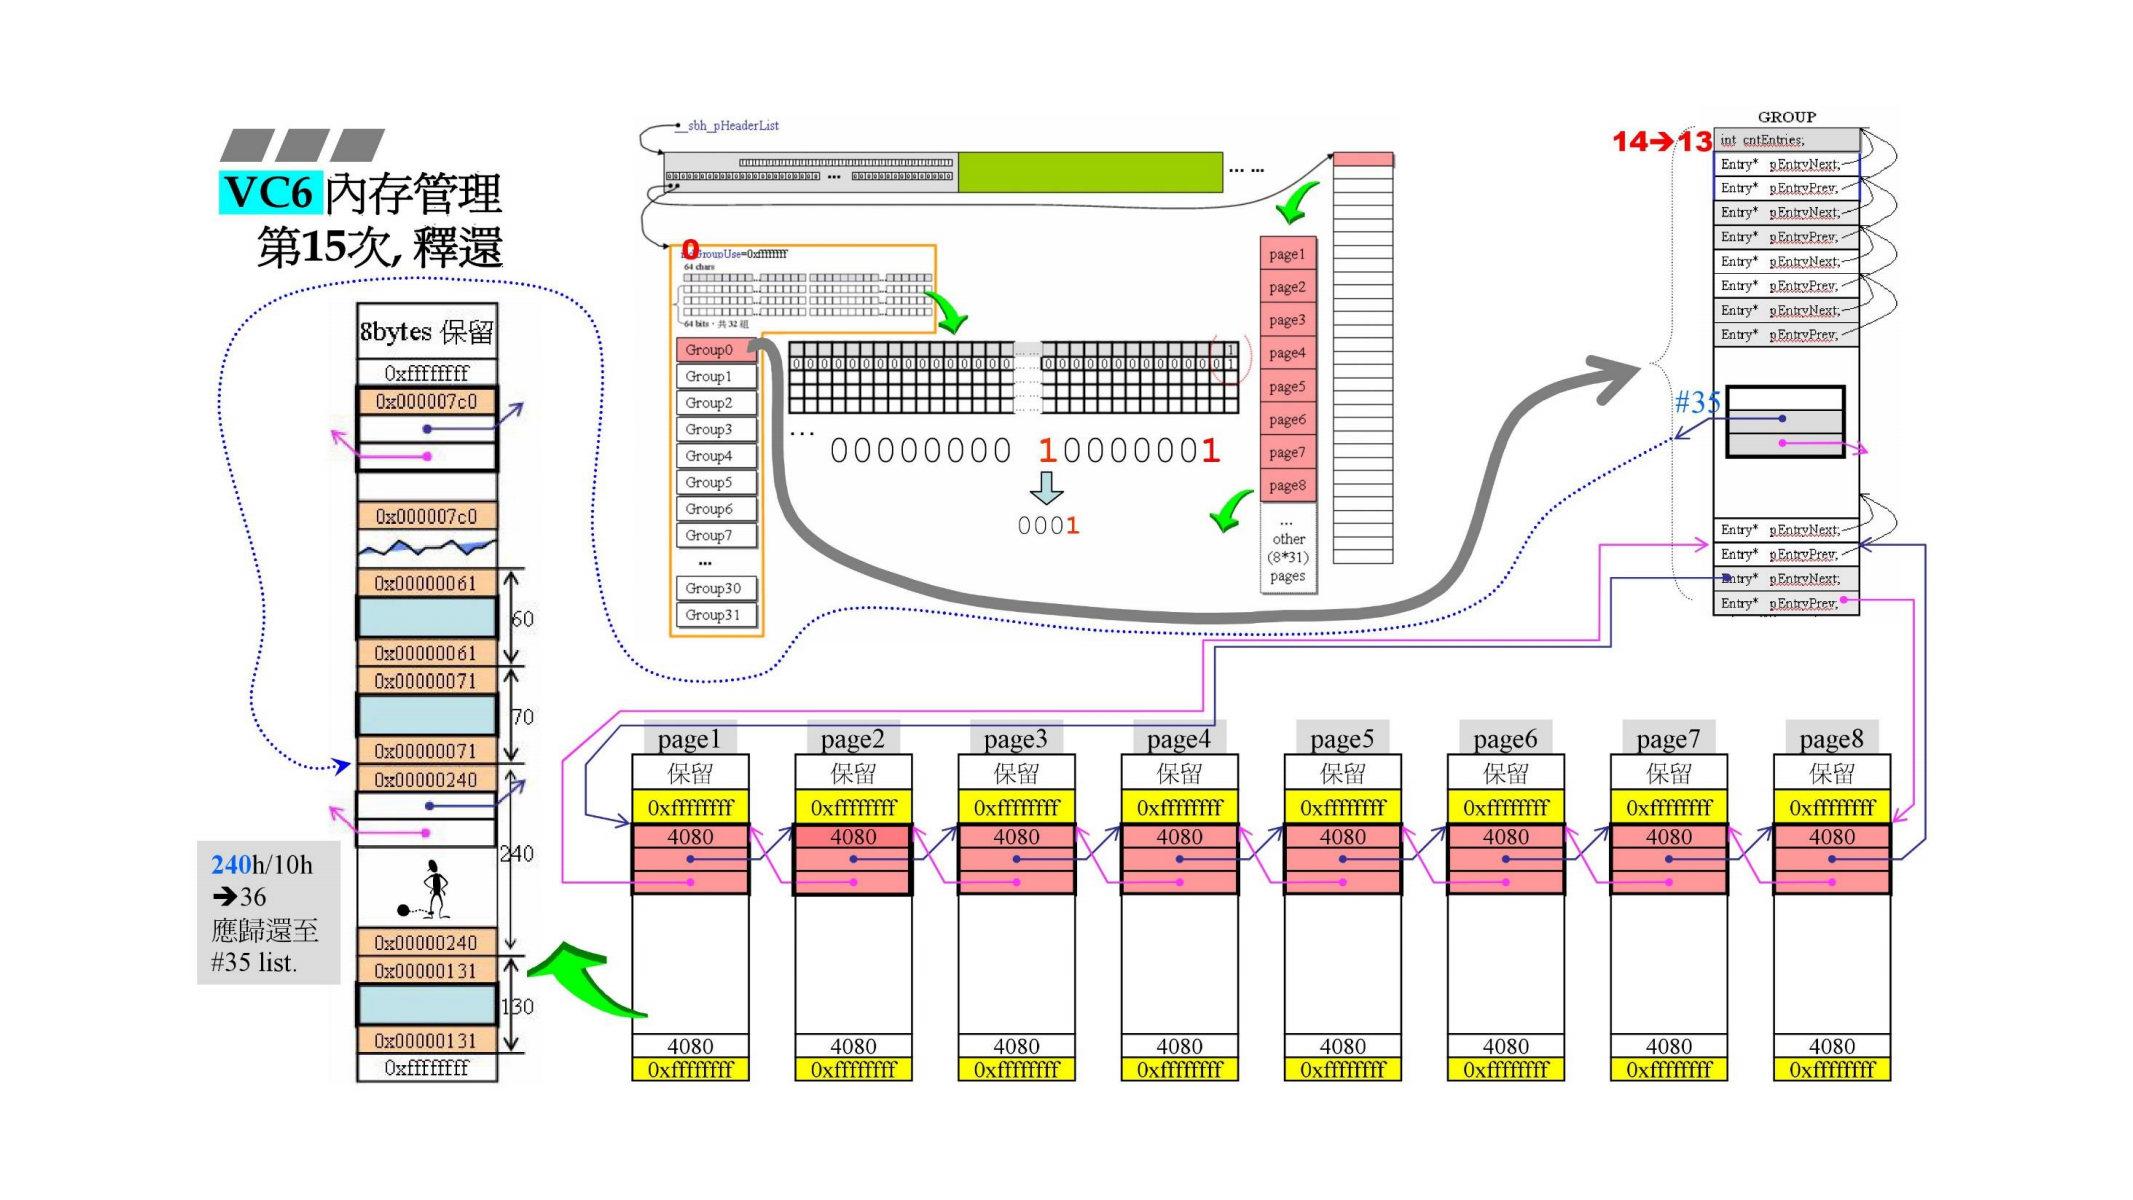 VC6 內存管理
第15次, 釋還
8bytes 保留
0xffffffff
0x000007c0
0x000007c0
0x00000061
60
0x00000061
0x00000071
70
0x00000071
0x00000240
240
0x00000240
0x00000131
130
0x00000131
0xffffffff
240h/10h
➔36
應歸還至
#35 list.
__sbh_pHeaderList
... ...
0
GroupUse=0xffffffff
64 chars
64 bits，共 32 組
Group0
Group1
Group2
Group3
Group4
Group5
Group6
Group7
...
Group30
Group31
...
00000000 10000001
0001
page1
page2
page3
page4
page5
page6
page7
page8
...
other
(8*31)
pages
GROUP
14➔13
int cntEntries;
Entry* pEntryNext;
Entry* pEntryPrev;
Entry* pEntryNext;
Entry* pEntryPrev;
Entry* pEntryNext;
Entry* pEntryPrev;
Entry* pEntryNext;
Entry* pEntryPrev;
#35
Entry* pEntryNext;
Entry* pEntryPrev;
Entry* pEntryNext;
Entry* pEntryPrev;
page1 page2 page3 page4 page5 page6 page7 page8
保留 保留 保留 保留 保留 保留 保留 保留
0xffffffff 0xffffffff 0xffffffff 0xffffffff 0xffffffff 0xffffffff 0xffffffff 0xffffffff
4080 4080 4080 4080 4080 4080 4080 4080
4080 4080 4080 4080 4080 4080 4080 4080
0xffffffff 0xffffffff 0xffffffff 0xffffffff 0xffffffff 0xffffffff 0xffffffff 0xffffffff